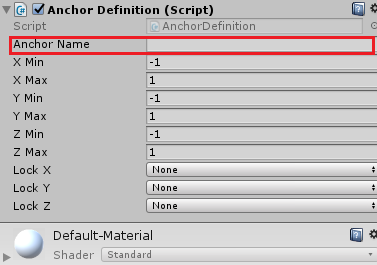 Anchor Definition (Script)
Script AnchorDefinition
Anchor Name
X Min -1
X Max 1
Y Min -1
Y Max 1
Z Min -1
Z Max 1
Lock X None
Lock Y None
Lock Z None
Default-Material
Shader Standard